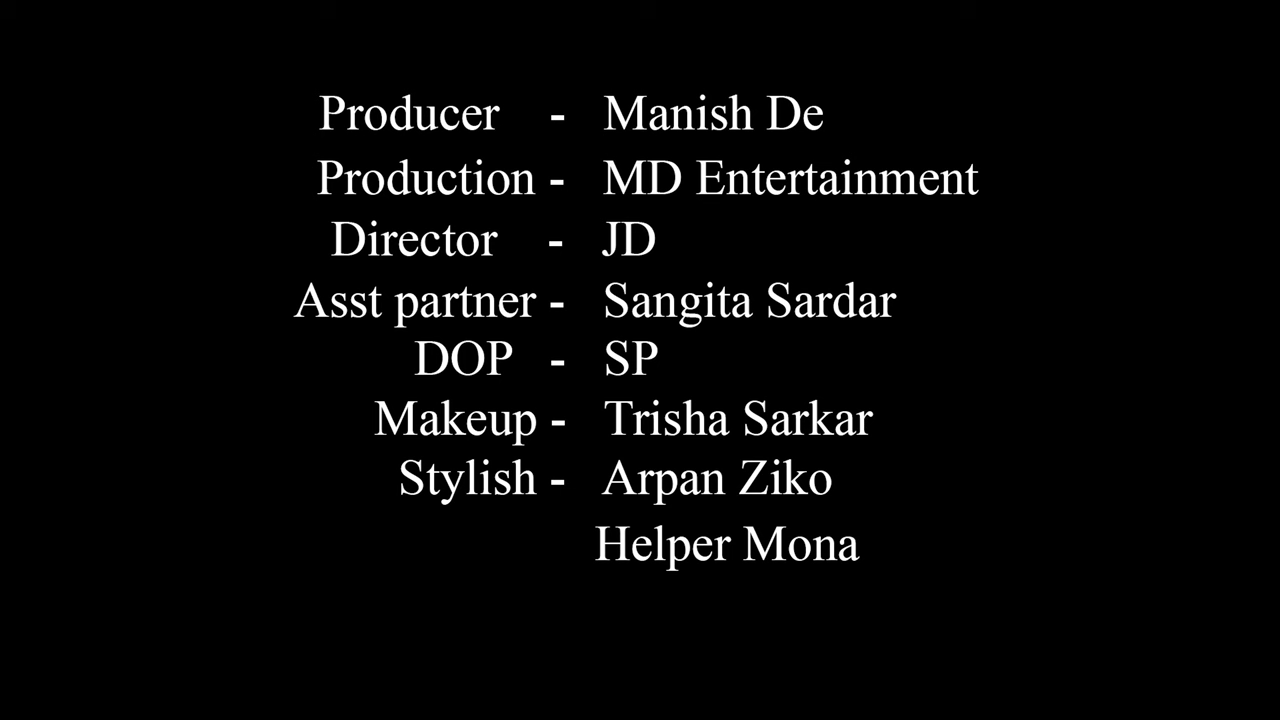 Producer - Manish De
Production - MD Entertainment
Director - JD
Asst partner - Sangita Sardar
DOP - SP
Makeup - Trisha Sarkar
Stylish - Arpan Ziko
Helper Mona